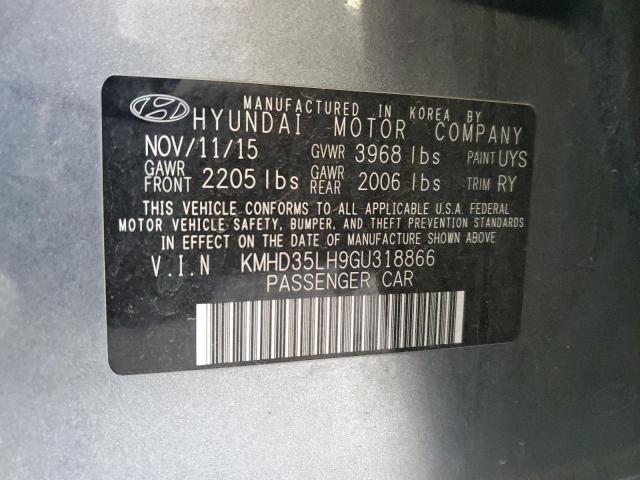 MANUFACTURED IN KOREA BY
HYUNDAI MOTOR COMPANY
NOV/11/15 GVWR 3968 lbs PAINT UYS
GAWR FRONT 2205 lbs GAWR REAR 2006 lbs TRIM RY
THIS VEHICLE CONFORMS TO ALL APPLICABLE U.S.A. FEDERAL
MOTOR VEHICLE SAFETY, BUMPER, AND THEFT PREVENTION STANDARDS
IN EFFECT ON THE DATE OF MANUFACTURE SHOWN ABOVE
V.I.N KMHD35LH9GU318866
PASSENGER CAR